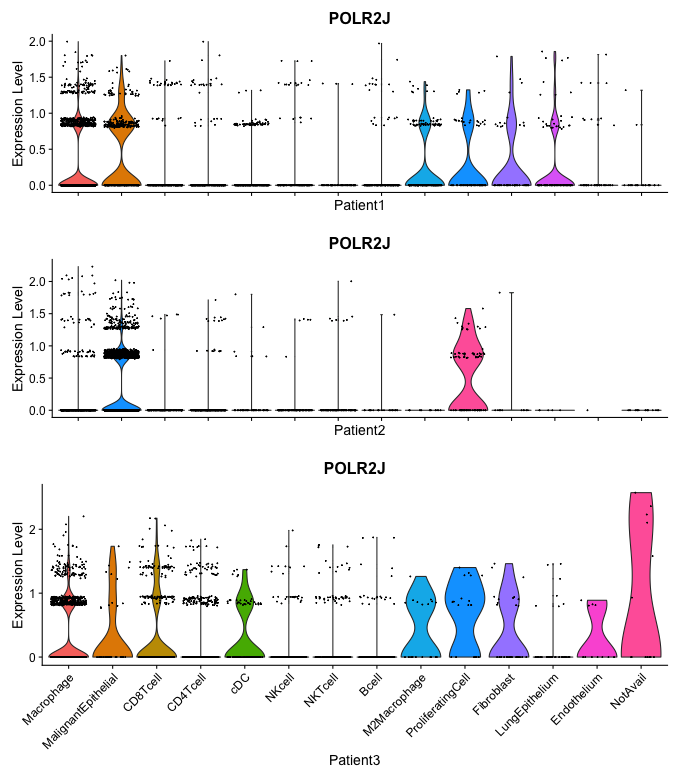 POLR2J
Expression Level
2.0
1.5
1.0
0.5
0.0
Patient1
POLR2J
Expression Level
2.0
1.5
1.0
0.5
0.0
Patient2
POLR2J
Expression Level
2
1
0
Macrophage
MalignantEpithelial
CD8Tcell
CD4Tcell
cDC
NKcell
NKTcell
Bcell
M2Macrophage
ProliferatingCell
Fibroblast
LungEpithelium
Endothelium
NotAvail
Patient3